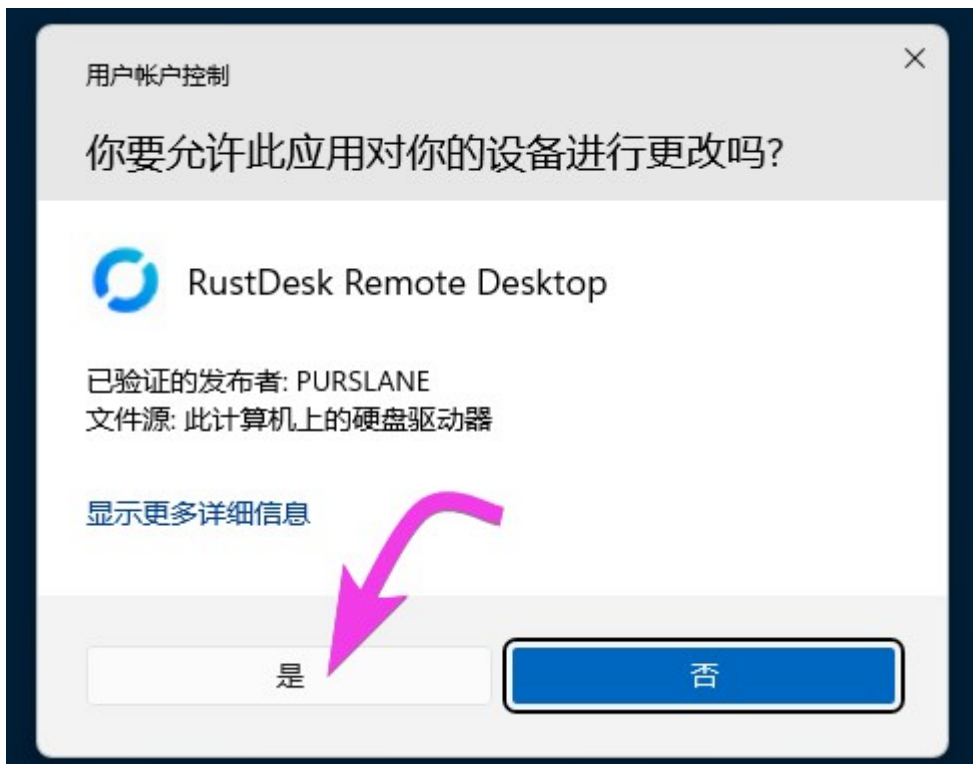 用户帐户控制
你要允许此应用对你的设备进行更改吗?
RustDesk Remote Desktop
已验证的发布者: PURSLANE
文件源: 此计算机上的硬盘驱动器
显示更多详细信息
是
否